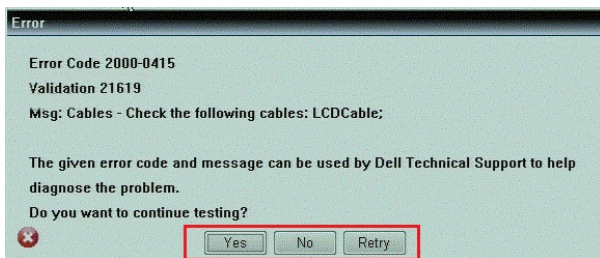 Error
Error Code 2000-0415
Validation 21619
Msg: Cables - Check the following cables: LCDCable;
The given error code and message can be used by Dell Technical Support to help
diagnose the problem.
Do you want to continue testing?
Yes No Retry